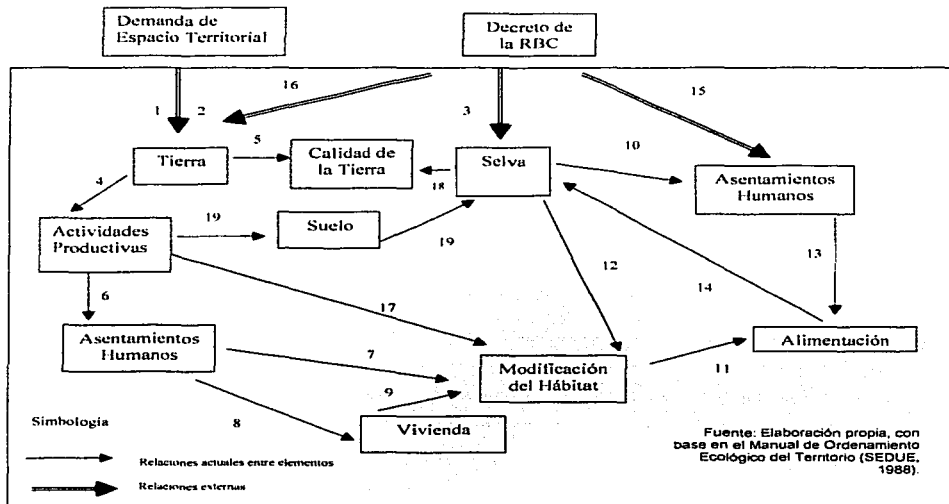 Demanda de
Espacio Territorial
Decreto de
la RBC
16
15
1
2
3
5
10
Tierra
Calidad de
la Tierra
Selva
Asentamientos
Humanos
4
18
19
Suelo
Actividades
Productivas
19
13
12
14
6
17
Asentamientos
Humanos
7
Alimentación
Modificación
del Hábitat
11
9
8
Vivienda
Simbología
Relaciones actuales entre elementos
Relaciones externas
Fuente: Elaboración propia, con
base en el Manual de Ordenamiento
Ecológico del Territorio (SEDUE,
1988).